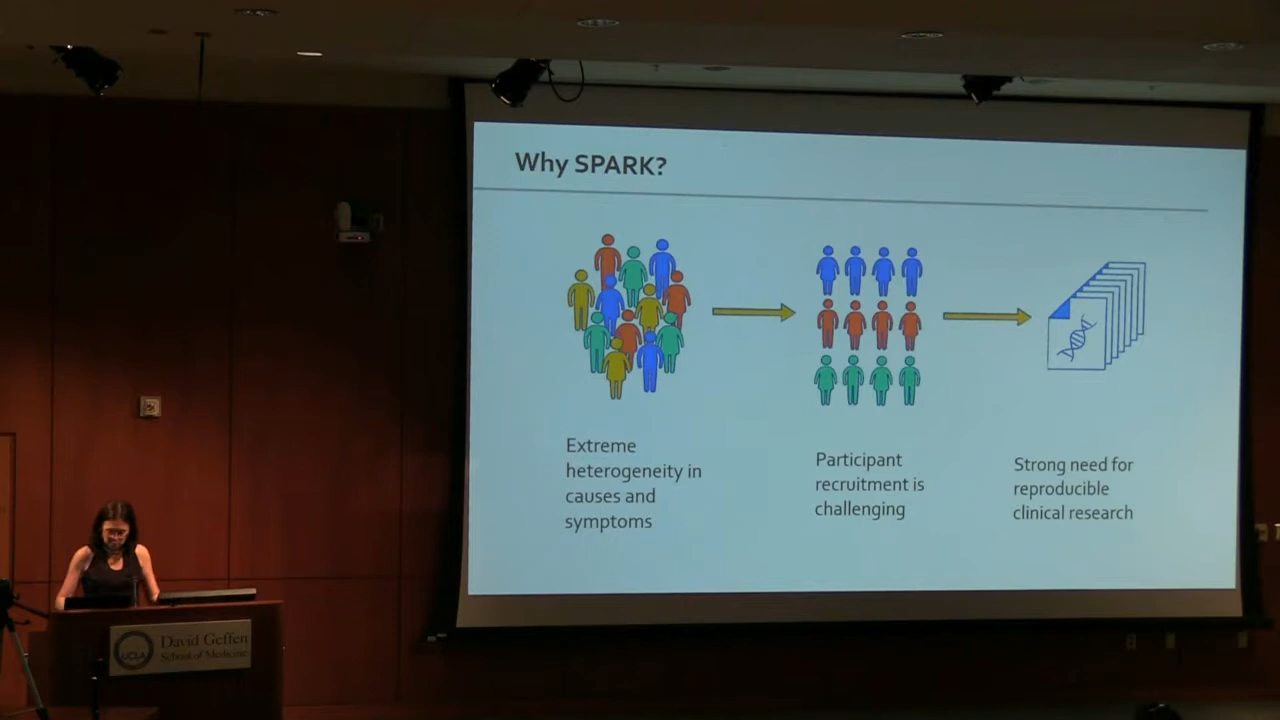 Why SPARK?
Extreme
heterogeneity in
causes and
symptoms
Participant
recruitment is
challenging
Strong need for
reproducible
clinical research
UCLA
David Geffen
School of Medicine